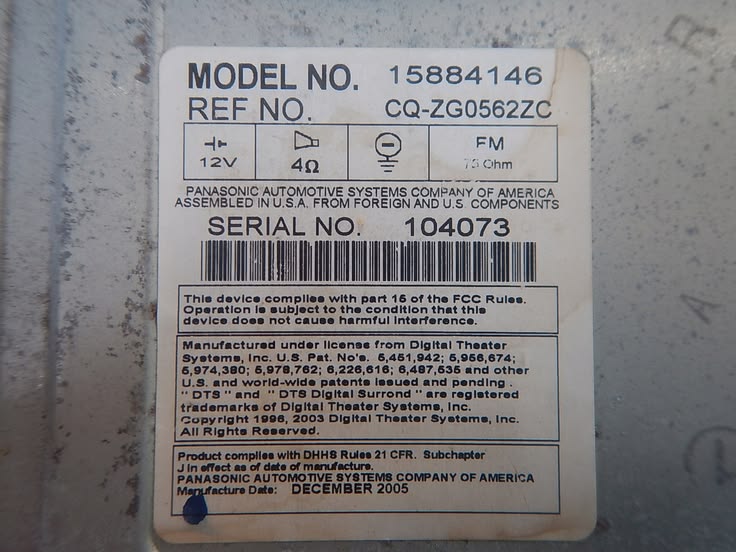 MODEL NO. 15884146
REF NO. CQ-ZG0562ZC
12V 4Ω FM 75 Ohm
PANASONIC AUTOMOTIVE SYSTEMS COMPANY OF AMERICA
ASSEMBLED IN U.S.A. FROM FOREIGN AND U.S. COMPONENTS
SERIAL NO. 104073
This device complies with part 15 of the FCC Rules.
Operation is subject to the condition that this
device does not cause harmful interference.
Manufactured under license from Digital Theater
Systems, Inc. U.S. Pat. No's. 5,451,942; 5,956,674;
5,974,380; 5,978,762; 6,226,616; 6,487,535 and other
U.S. and world-wide patents issued and pending .
" DTS " and " DTS Digital Surrond " are registered
trademarks of Digital Theater Systems, Inc.
Copyright 1996, 2003 Digital Theater Systems, Inc.
All Rights Reserved.
Product complies with DHHS Rules 21 CFR. Subchapter
J in effect as of date of manufacture.
PANASONIC AUTOMOTIVE SYSTEMS COMPANY OF AMERICA
Manufacture Date: DECEMBER 2005